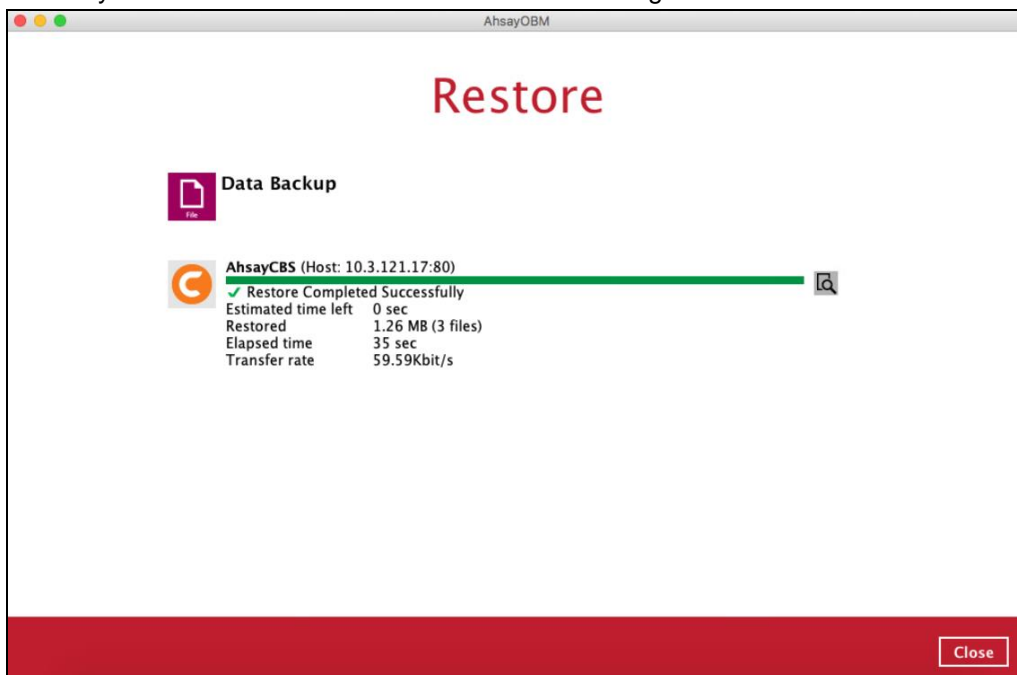 AhsayOBM
Restore
Data Backup
File
AhsayCBS (Host: 10.3.121.17:80)
✓ Restore Completed Successfully
Estimated time left 0 sec
Restored 1.26 MB (3 files)
Elapsed time 35 sec
Transfer rate 59.59Kbit/s
Close